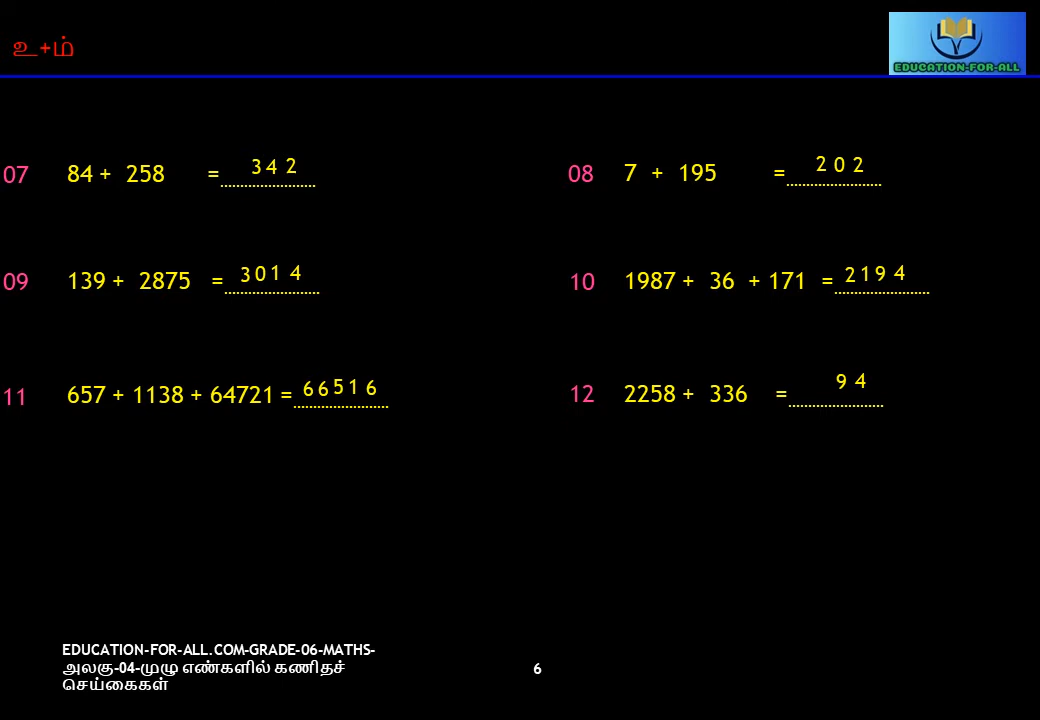 உ+ம்
EDUCATION-FOR-ALL
07 84 + 258 =........................ 3 4 2
08 7 + 195 =........................ 2 0 2
09 139 + 2875 =........................ 3 0 1 4
10 1987 + 36 + 171 =........................ 2 1 9 4
11 657 + 1138 + 64721 =........................ 6 6 5 1 6
12 2258 + 336 =........................ 9 4
EDUCATION-FOR-ALL.COM-GRADE-06-MATHS-
அலகு-04-முழு எண்களில் கணிதச்
செய்கைகள்
6